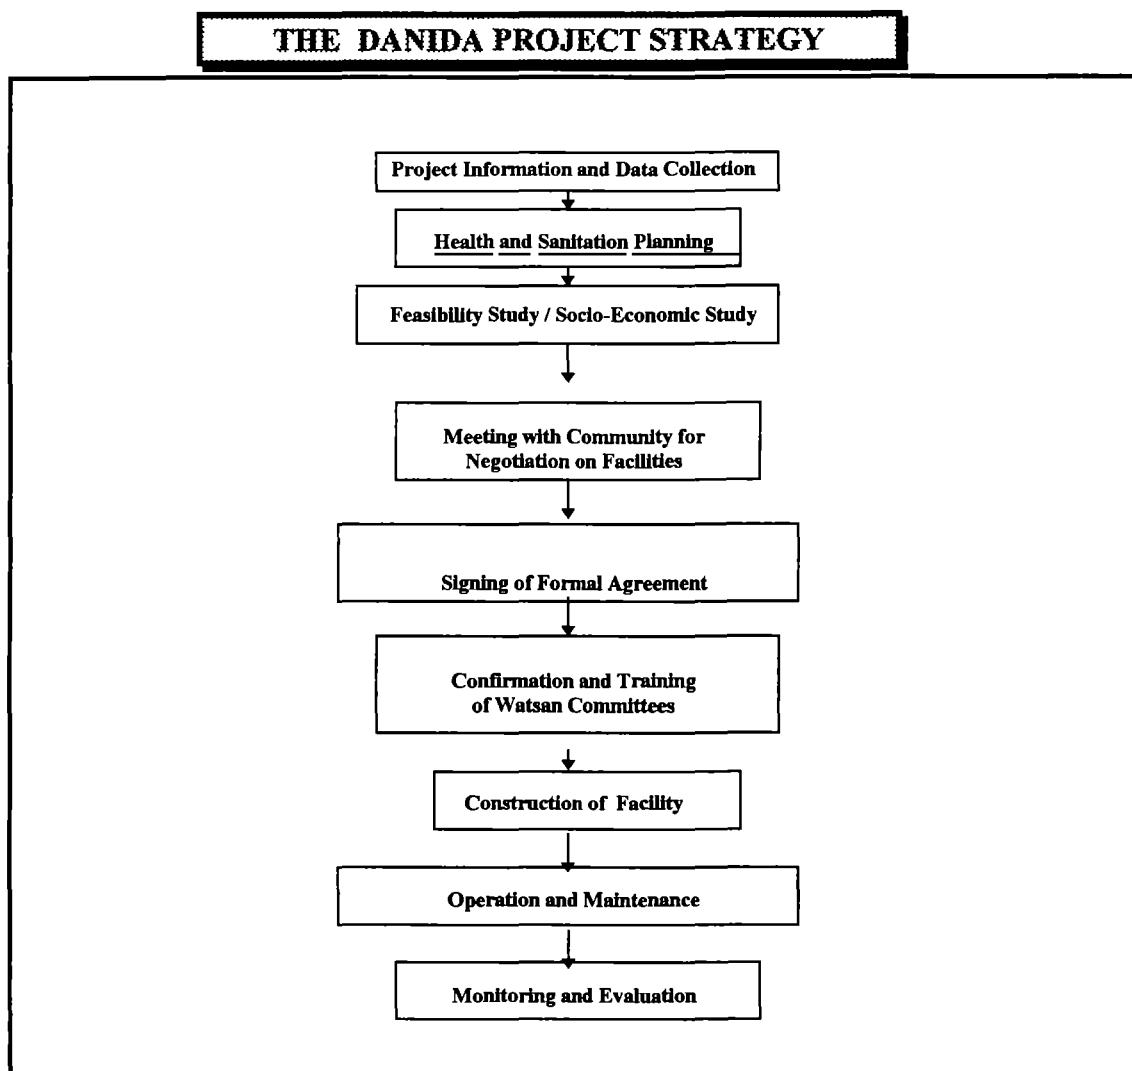 THE DANIDA PROJECT STRATEGY
Project Information and Data Collection
Health and Sanitation Planning
Feasibility Study / Socio-Economic Study
Meeting with Community for
Negotiation on Facilities
Signing of Formal Agreement
Confirmation and Training
of Watsan Committees
Construction of Facility
Operation and Maintenance
Monitoring and Evaluation